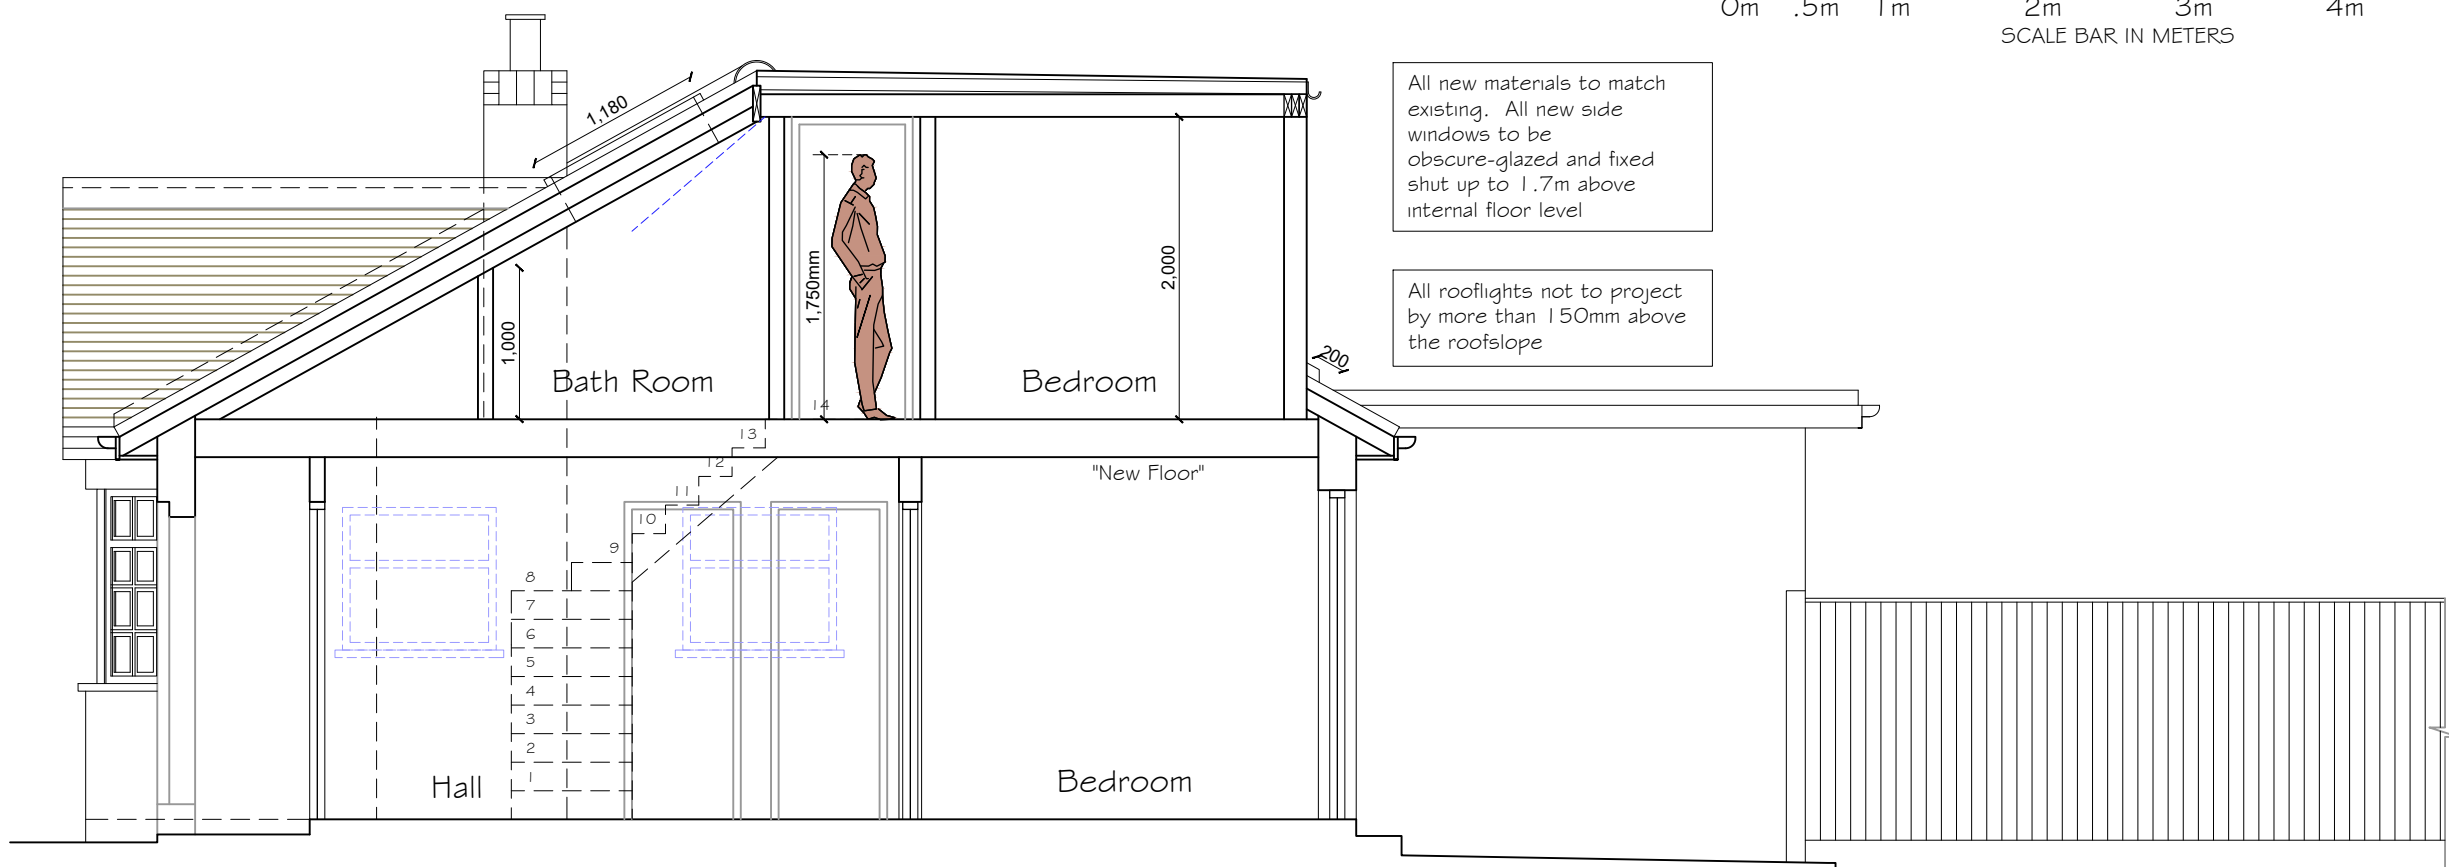 0m .5m 1m 2m 3m 4m
SCALE BAR IN METERS
All new materials to match
existing. All new side
windows to be
obscure-glazed and fixed
shut up to 1.7m above
internal floor level
All rooflights not to project
by more than 150mm above
the roofslope
1,180
1,750mm
2,000
1,000
200
Bath Room
Bedroom
14
13
12
"New Floor"
11
10
9
8
7
6
5
4
3
2
1
Hall
Bedroom